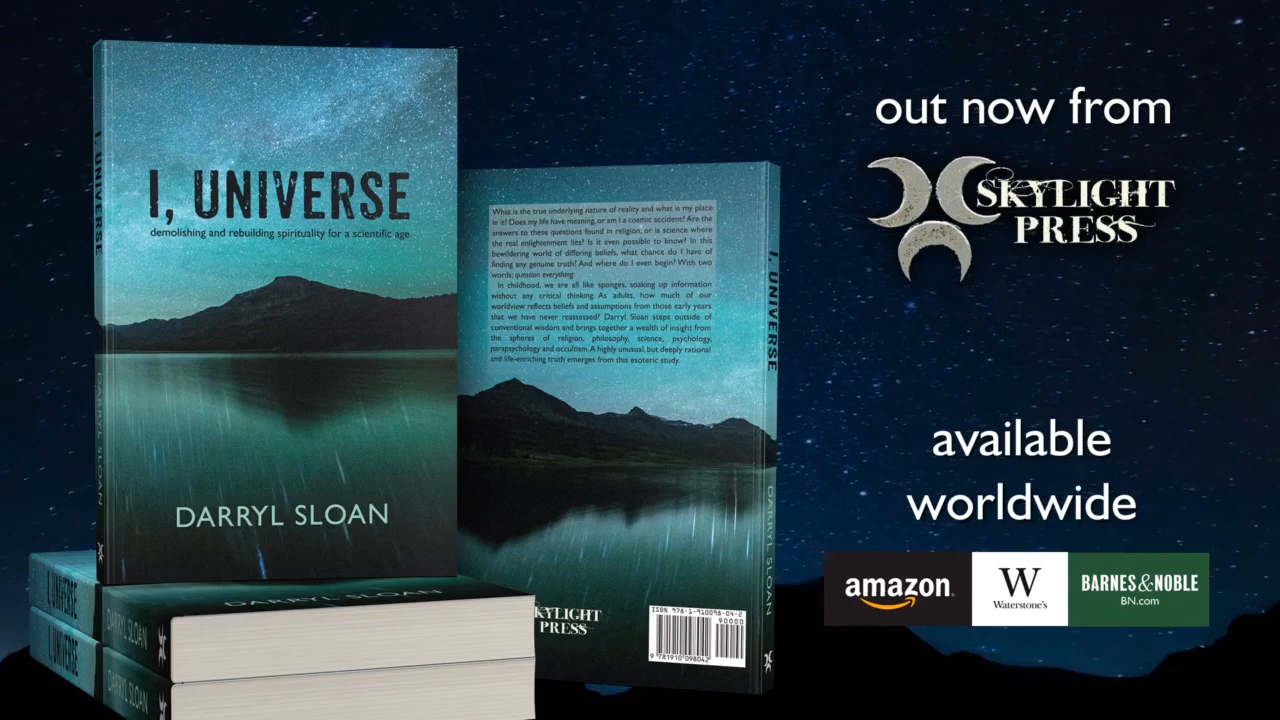 I, UNIVERSE
demolishing and rebuilding spirituality for a scientific age
DARRYL SLOAN
I, UNIVERSE
DARRYL SLOAN
What is the true underlying nature of reality and what is my place
in it? Does my life have meaning, or am I a cosmic accident? Are the
answers to these questions found in religion, or is science where
the real enlightenment lies? Is it even possible to know? In this
bewildering world of differing beliefs, what chance do I have of
finding any genuine truth? And where do I even begin? With two
words: question everything.
In childhood, we are all like sponges, soaking up information
without any critical thinking. As adults, how much of our
worldview reflects beliefs and assumptions from those early years
that we have never reassessed? Darryl Sloan steps outside of
conventional wisdom and brings together a wealth of insight from
the spheres of religion, philosophy, science, psychology,
parapsychology and occultism. A highly unusual, but deeply rational
and life-enriching truth emerges from this esoteric study.
SKYLIGHT
PRESS
ISBN 978-1-910098-04-2
90000
9 781910 098042
I, UNIVERSE
DARRYL SLOAN
DARRYL SLOAN
I, UNIVERSE
DARRYL SLOAN
I, UNIVERSE
DARRYL SLOAN
out now from
SKYLIGHT
PRESS
available
worldwide
amazon
W
Waterstone's
BARNES & NOBLE
BN.com